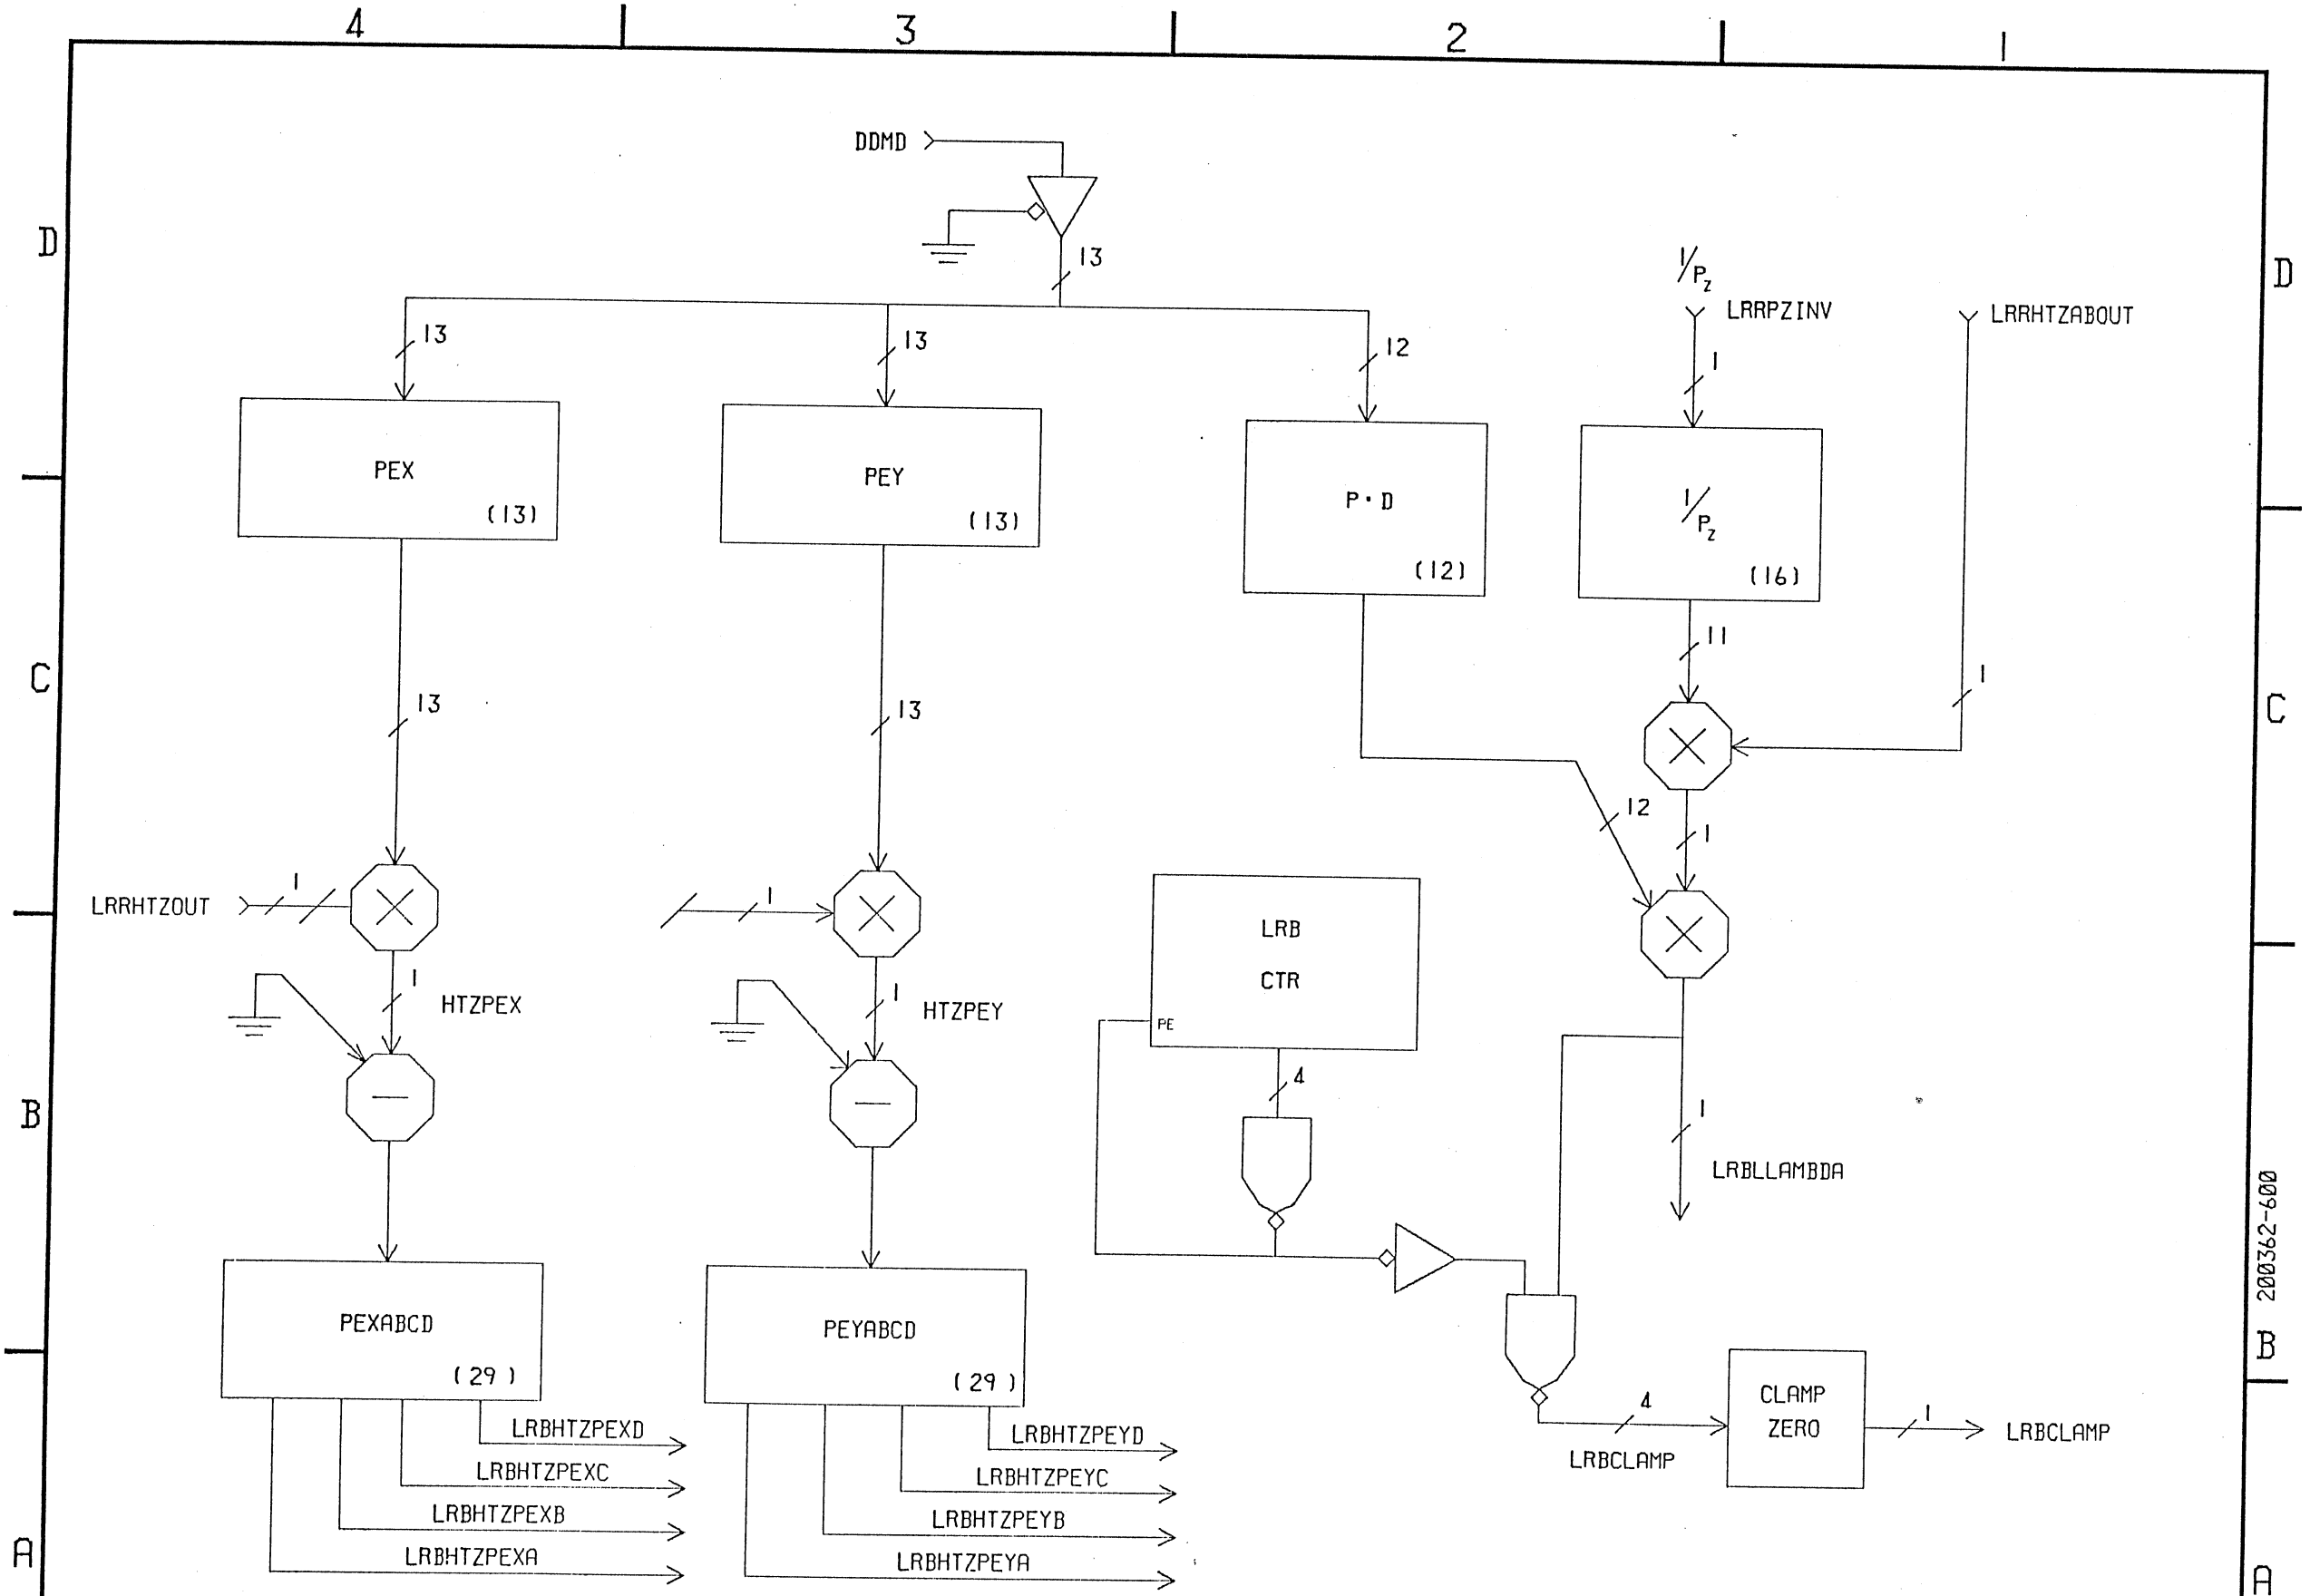 4 3 2 1
DDMD
D D
13
1/Pz
LRRPZINV LRRHTZABOUT
13 13 12 1
PEX PEY P·D 1/Pz
(13) (13) (12) (16)
11
C C
13 13 1
12 1
LRRHTZOUT 1 1
LRB
CTR
PE
1 HTZPEX 1 HTZPEY
4
B
1
LRBLLAMBDA
200362-600
PEXABCD PEYABCD
(29) (29)
B
CLAMP
ZERO
4 1
LRBCLAMP LRBCLAMP
LRBHTZPEXD LRBHTZPEYD
LRBHTZPEXC LRBHTZPEYC
LRBHTZPEXB LRBHTZPEYB
LRBHTZPEXA LRBHTZPEYA
A A